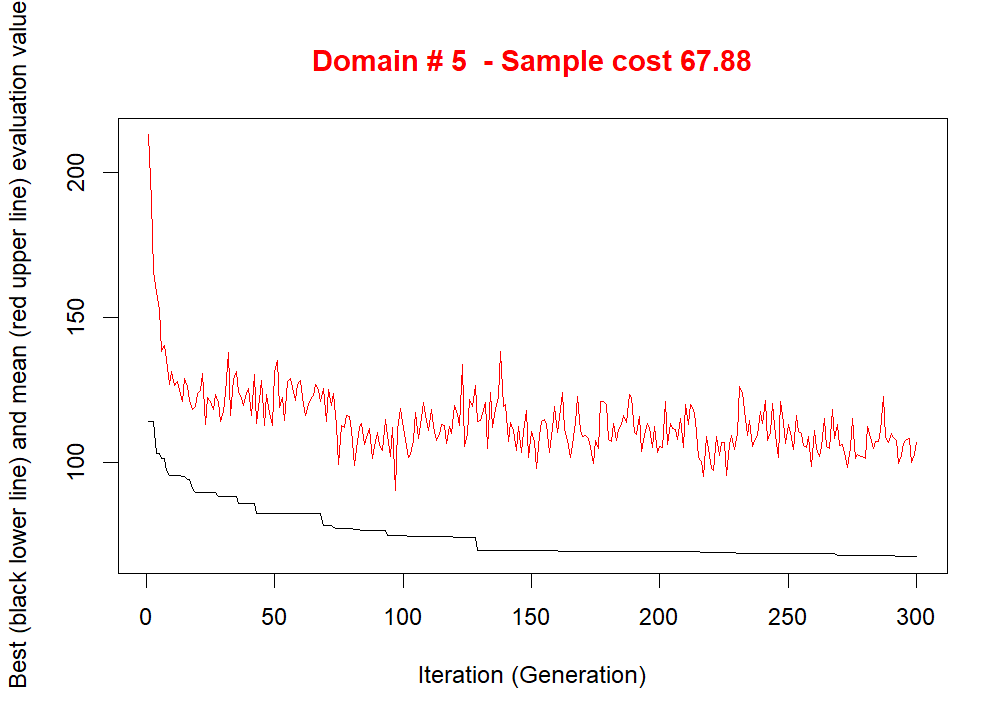 Domain # 5  - Sample cost 67.88
Best (black lower line) and mean (red upper line) evaluation value
200
150
100
0 50 100 150 200 250 300
Iteration (Generation)